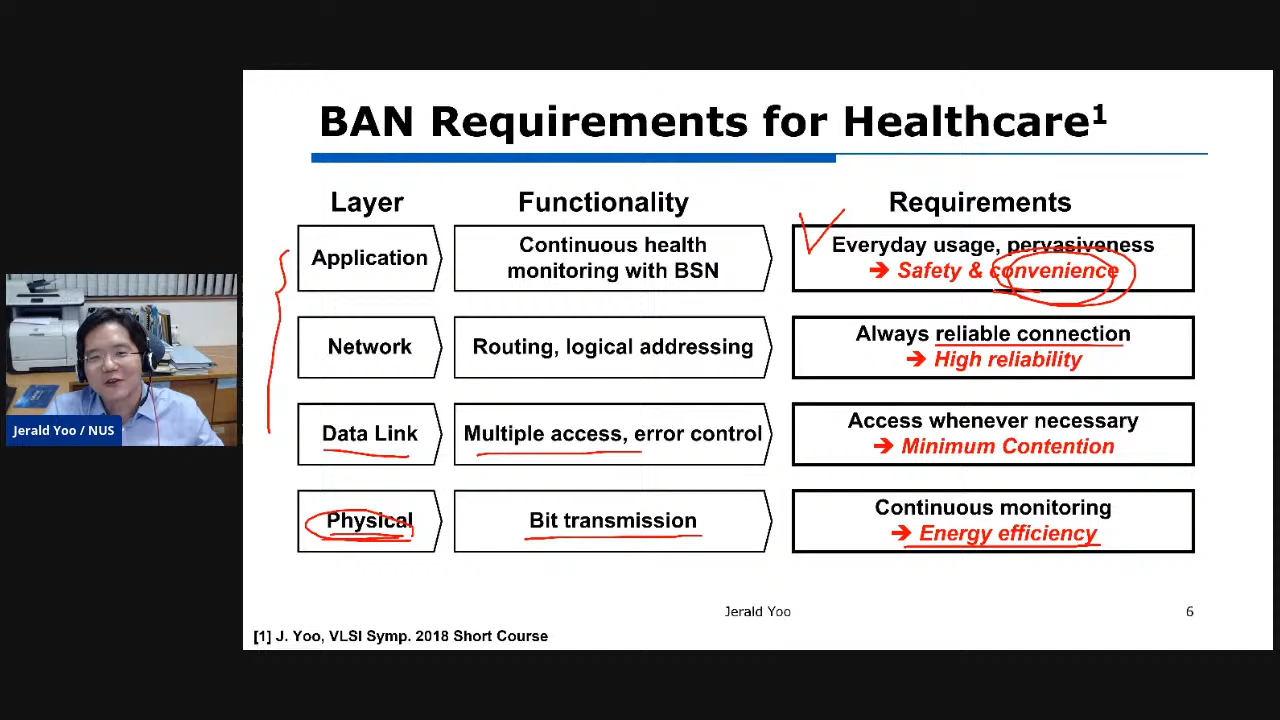 BAN Requirements for Healthcare1
Layer
Functionality
Requirements
Application
Continuous health
monitoring with BSN
Everyday usage, pervasiveness
➔ Safety & convenience
Network
Routing, logical addressing
Always reliable connection
➔ High reliability
Data Link
Multiple access, error control
Access whenever necessary
➔ Minimum Contention
Physical
Bit transmission
Continuous monitoring
➔ Energy efficiency
Jerald Yoo / NUS
Jerald Yoo
6
[1] J. Yoo, VLSI Symp. 2018 Short Course